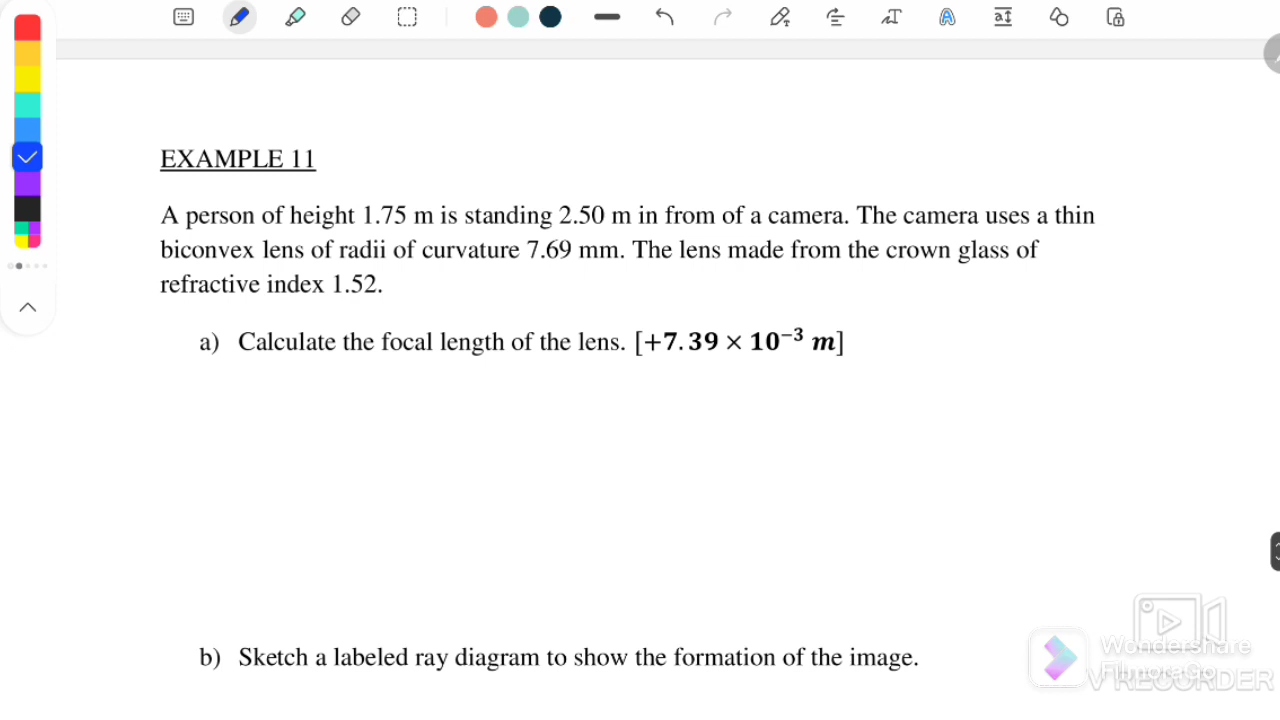 EXAMPLE 11
A person of height 1.75 m is standing 2.50 m in from of a camera. The camera uses a thin
biconvex lens of radii of curvature 7.69 mm. The lens made from the crown glass of
refractive index 1.52.
a) Calculate the focal length of the lens. [+7.39 × 10⁻³ m]
b) Sketch a labeled ray diagram to show the formation of the image.
Wondershare
FilmoraGo
V RECORDER